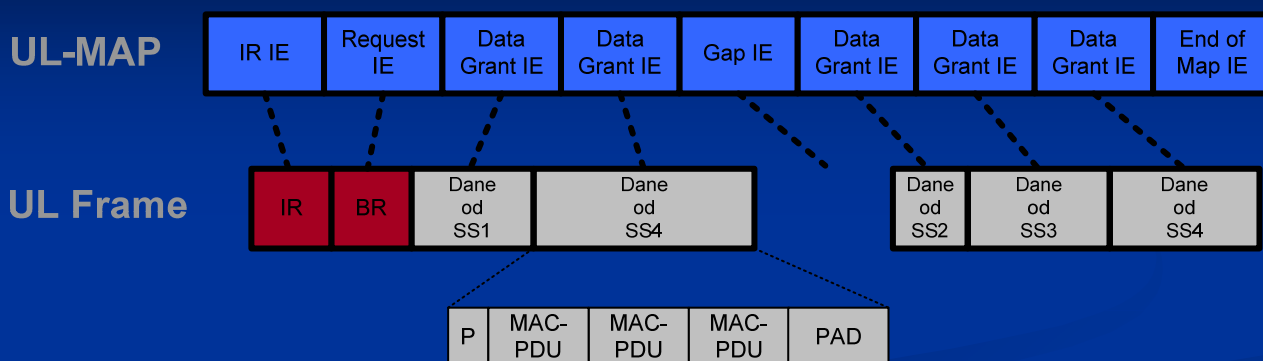 UL-MAP
IR IE
Request
IE
Data
Grant IE
Data
Grant IE
Gap IE
Data
Grant IE
Data
Grant IE
Data
Grant IE
End of
Map IE
UL Frame
IR
BR
Dane
od
SS1
Dane
od
SS4
Dane
od
SS2
Dane
od
SS3
Dane
od
SS4
P
MAC-
PDU
MAC-
PDU
MAC-
PDU
PAD